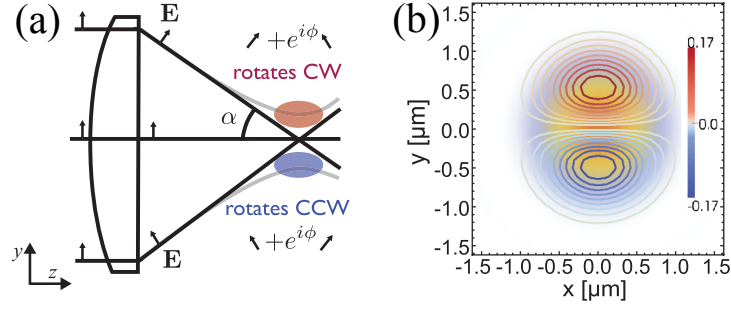 (a)
E
+e^{iϕ}
rotates CW
α
rotates CCW
E
+e^{iϕ}
y
z
(b)
1.5
1.0
0.5
0.0
-0.5
-1.0
-1.5
y [μm]
-1.5 -1.0 -0.5 0.0 0.5 1.0 1.5
x [μm]
0.17
-0.0
-0.17